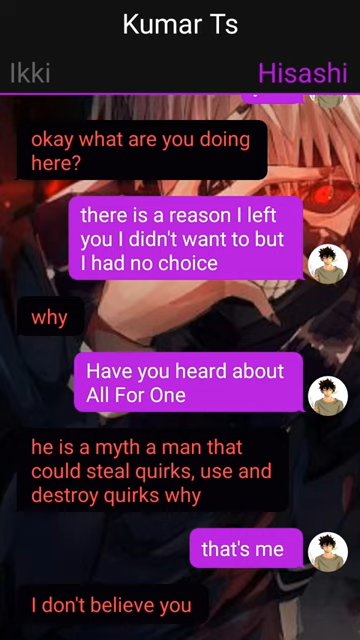 Kumar Ts
Ikki
Hisashi
okay what are you doing
here?
there is a reason I left
you I didn't want to but
I had no choice
why
Have you heard about
All For One
he is a myth a man that
could steal quirks, use and
destroy quirks why
that's me
I don't believe you